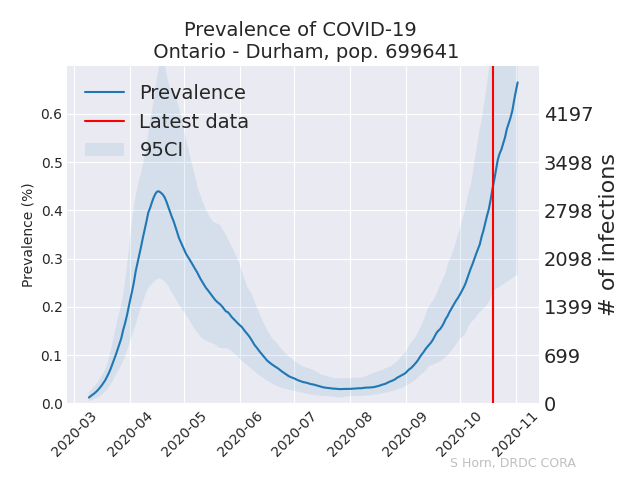 Prevalence of COVID-19
Ontario - Durham, pop. 699641
Prevalence
Latest data
95CI
Prevalence (%)
0.6
0.5
0.4
0.3
0.2
0.1
0.0
4197
3498
2798
2098
1399
699
0
# of infections
2020-03
2020-04
2020-05
2020-06
2020-07
2020-08
2020-09
2020-10
2020-11
S Horn, DRDC CORA